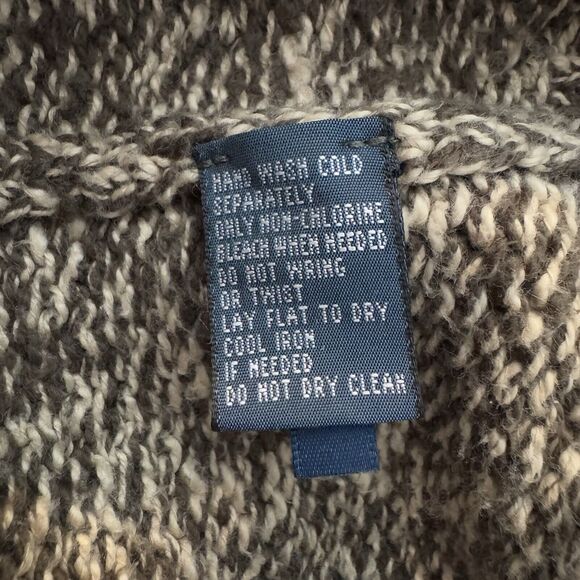 HAND WASH COLD
SEPARATELY
ONLY NON-CHLORINE
BLEACH WHEN NEEDED
DO NOT WRING
OR TWIST
LAY FLAT TO DRY
COOL IRON
IF NEEDED
DO NOT DRY CLEAN